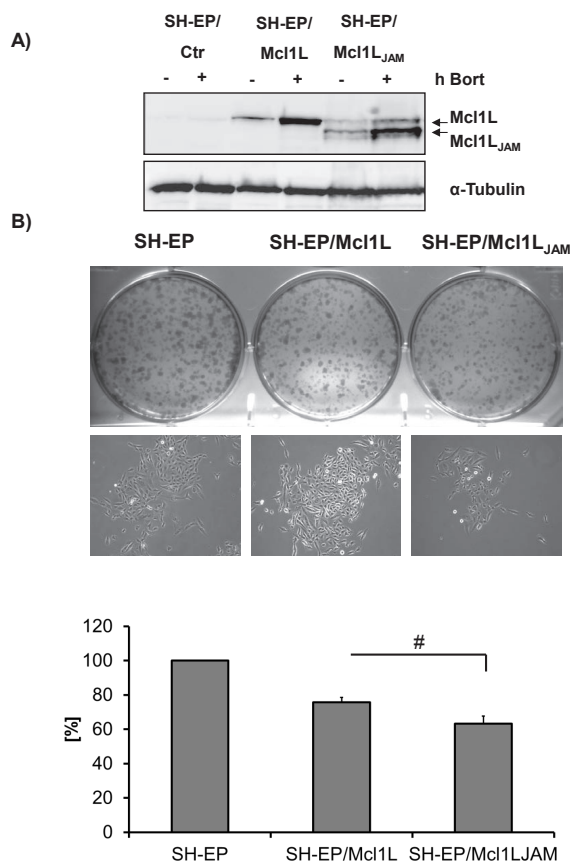 A)
SH-EP/ Ctr
SH-EP/ Mcl1L
SH-EP/ Mcl1LJAM
- + - + - + h Bort
Mcl1L
Mcl1LJAM
α-Tubulin
B)
SH-EP SH-EP/Mcl1L SH-EP/Mcl1LJAM
#
[%]
120
100
80
60
40
20
0
SH-EP SH-EP/Mcl1L SH-EP/Mcl1LJAM